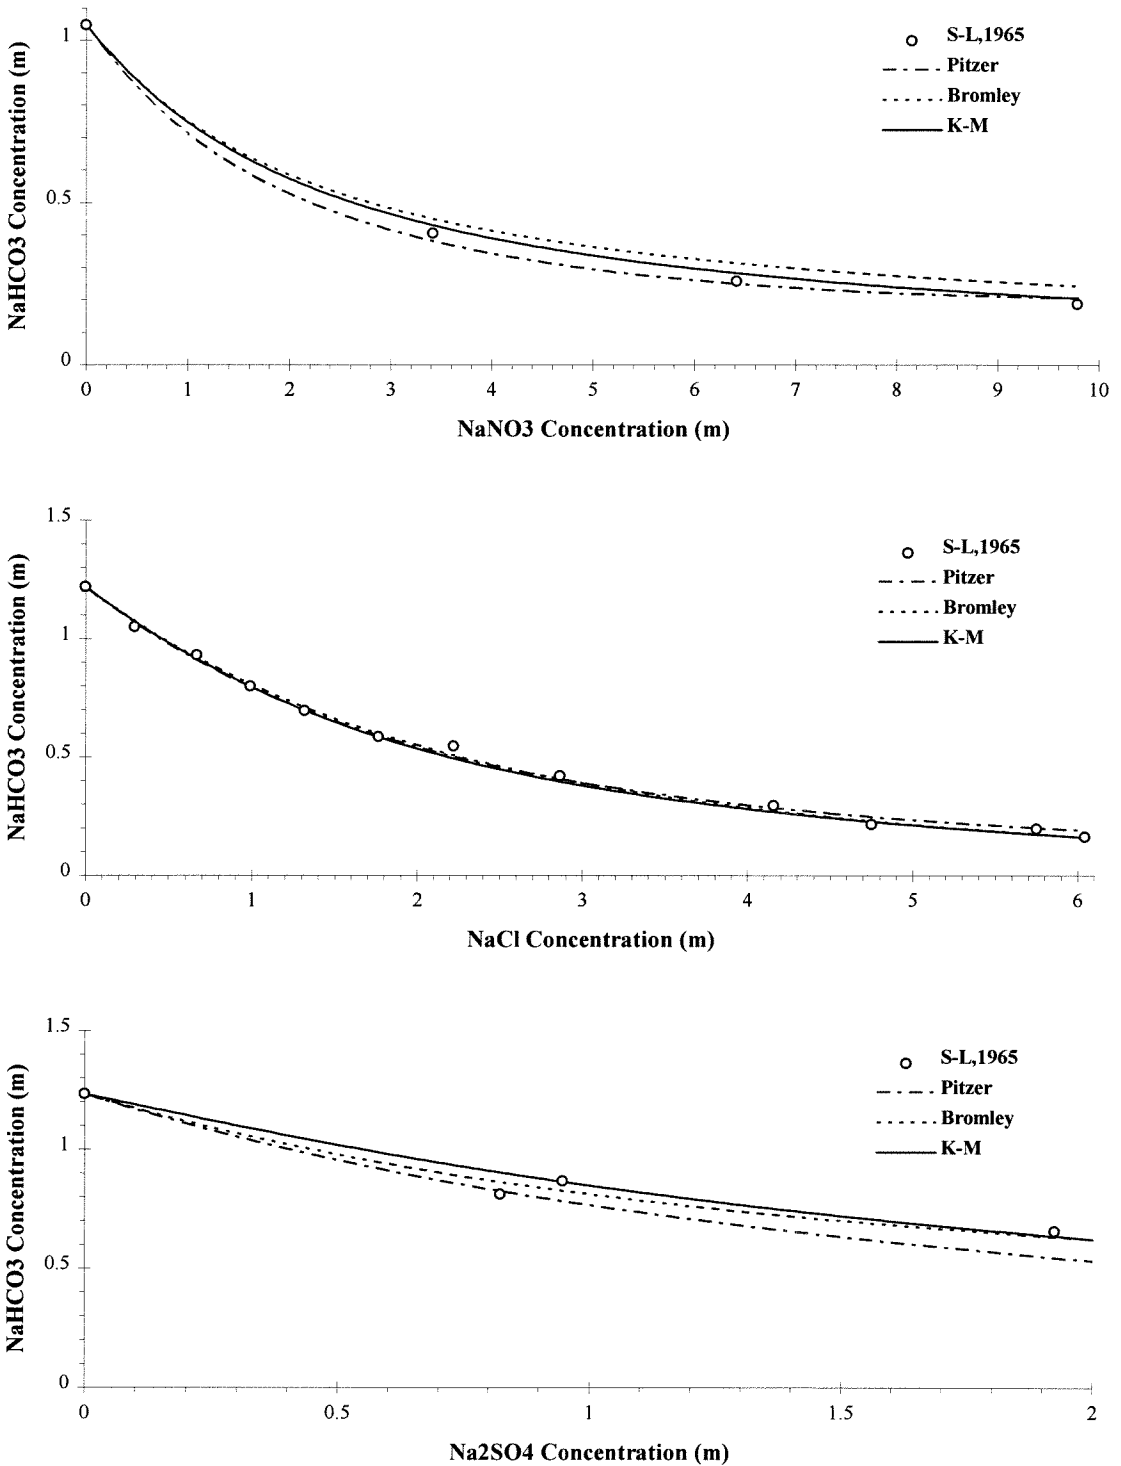 S-L,1965
Pitzer
Bromley
K-M
NaHCO3 Concentration (m)
1
0.5
0
0 1 2 3 4 5 6 7 8 9 10
NaNO3 Concentration (m)
S-L,1965
Pitzer
Bromley
K-M
NaHCO3 Concentration (m)
1.5
1
0.5
0
0 1 2 3 4 5 6
NaCl Concentration (m)
S-L,1965
Pitzer
Bromley
K-M
NaHCO3 Concentration (m)
1.5
1
0.5
0
0 0.5 1 1.5 2
Na2SO4 Concentration (m)